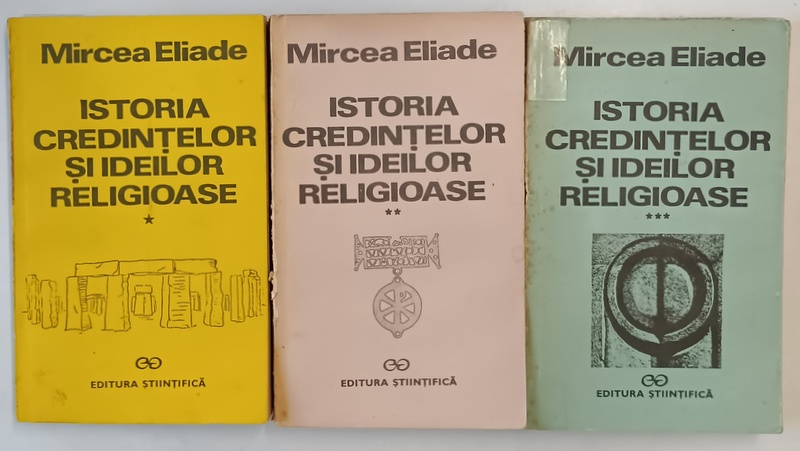 Mircea Eliade
ISTORIA
CREDINȚELOR
ȘI IDEILOR
RELIGIOASE
★
EDITURA ȘTIINȚIFICĂ
Mircea Eliade
ISTORIA
CREDINȚELOR
ȘI IDEILOR
RELIGIOASE
★★
EDITURA ȘTIINȚIFICĂ
Mircea Eliade
ISTORIA
CREDINȚELOR
ȘI IDEILOR
RELIGIOASE
★★★
EDITURA ȘTIINȚIFICĂ